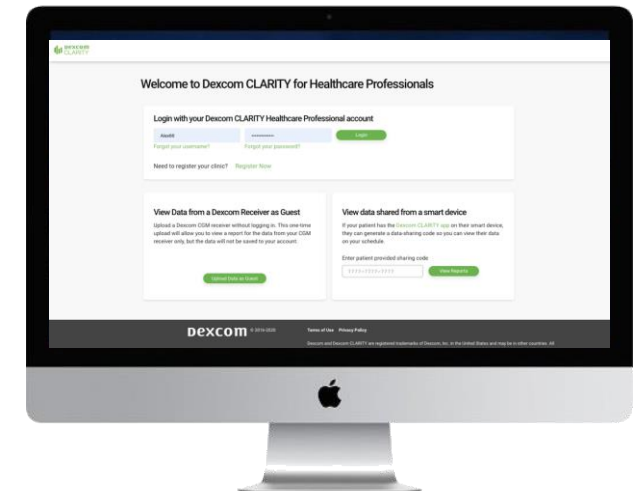 Dexcom
CLARITY
Welcome to Dexcom CLARITY for Healthcare Professionals
Login with your Dexcom CLARITY Healthcare Professional account
Login
Forgot your username?
Forgot your password?
Need to register your clinic? Register Now
View Data from a Dexcom Receiver as Guest
Upload a Dexcom CGM receiver without logging in. This one-time
upload will allow you to view a report for the data from your CGM
receiver only, but the data will not be saved to your account.
Upload Data as Guest
View data shared from a smart device
If your patient has the Dexcom CLARITY app on their smart device,
they can generate a data-sharing code so you can view their data
on your schedule.
Enter patient provided sharing code
View Reports
Dexcom
Terms of Use Privacy Policy
Dexcom and Dexcom CLARITY are registered trademarks of Dexcom, Inc. in the United States and may be in other countries. All